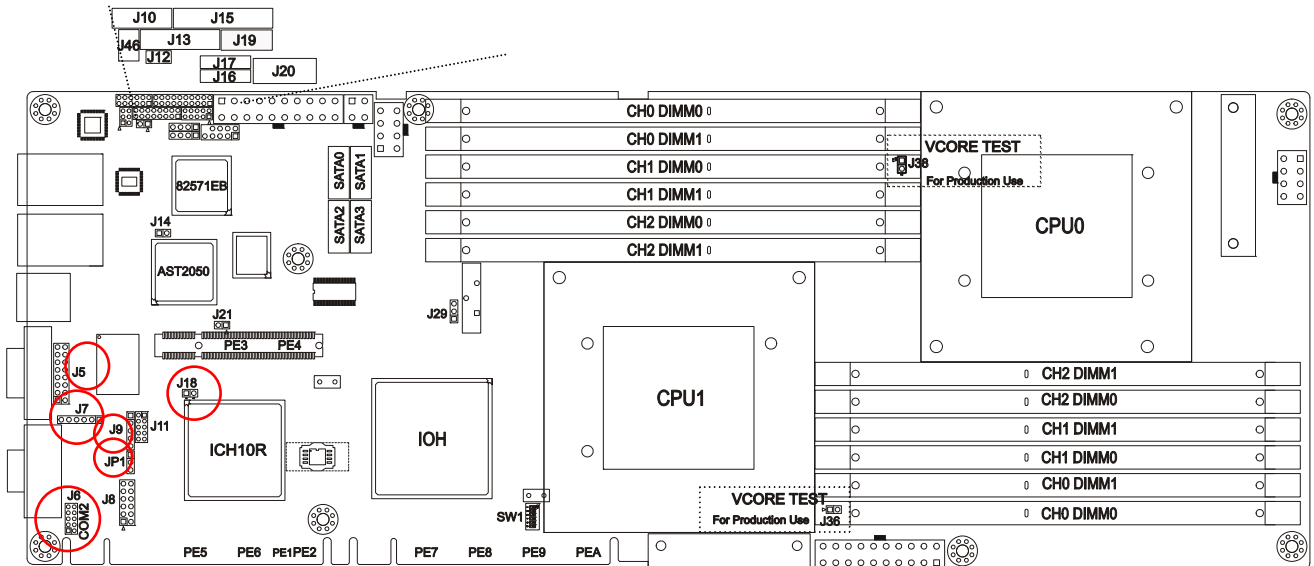 J10 J15
J46 J13 J19
J12
J17
J16 J20
CH0 DIMM0
CH0 DIMM1
CH1 DIMM0
CH1 DIMM1
CH2 DIMM0
CH2 DIMM1
VCORE TEST
J38
For Production Use
CPU0
82571EB
SATA0 SATA1
SATA2 SATA3
J14
AST2050
J29
J21
PE3 PE4
J5
J18
J7
J9
J11
JP1
ICH10R
IOH
CPU1
CH2 DIMM1
CH2 DIMM0
CH1 DIMM1
CH1 DIMM0
CH0 DIMM1
CH0 DIMM0
J6
COM2
J8
SW1
VCORE TEST
For Production Use
J36
PE5 PE6 PE1 PE2 PE7 PE8 PE9 PEA